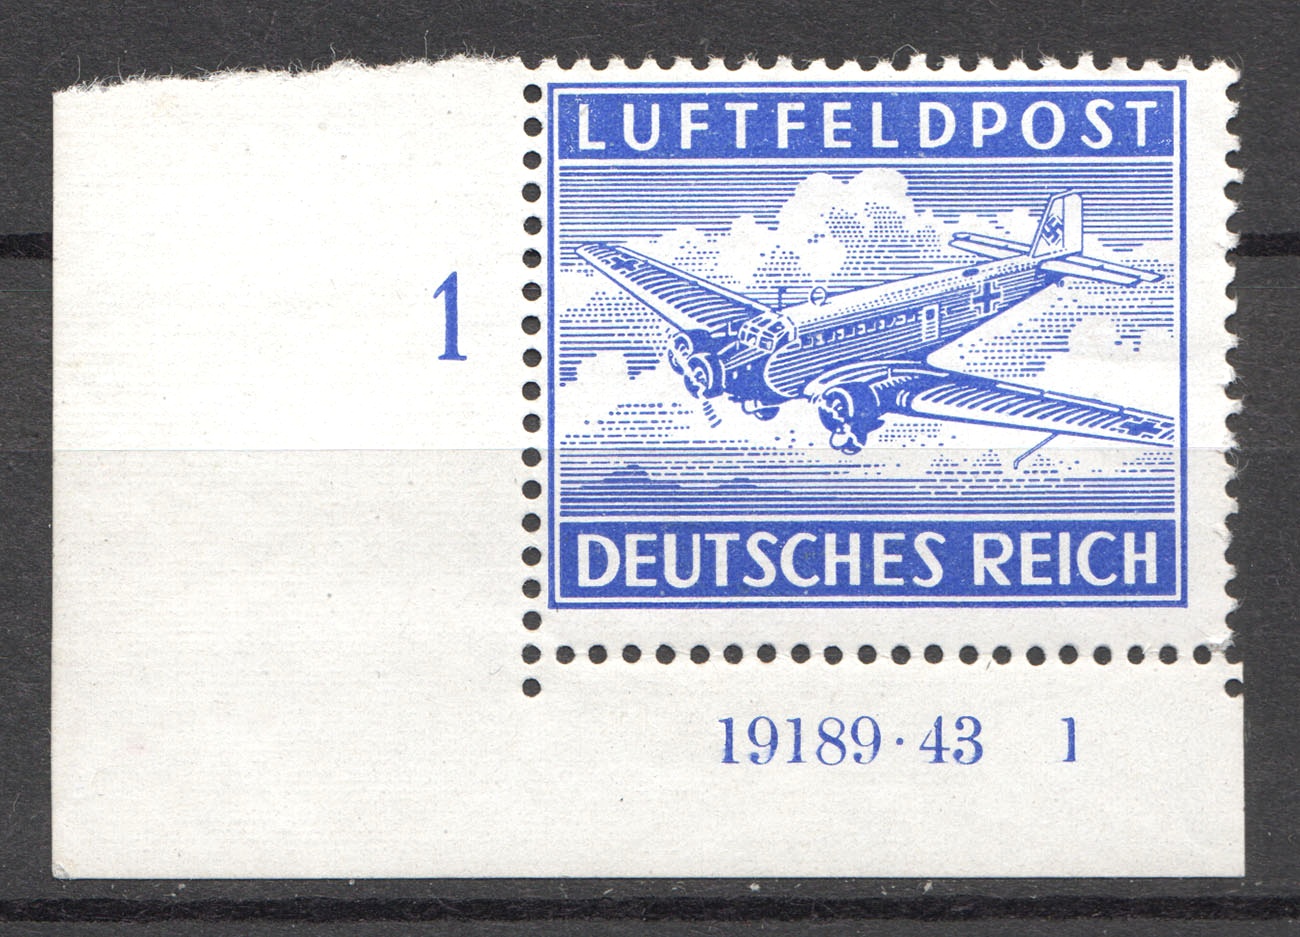 LUFTFELDPOST
1
DEUTSCHES REICH
19189·43 1